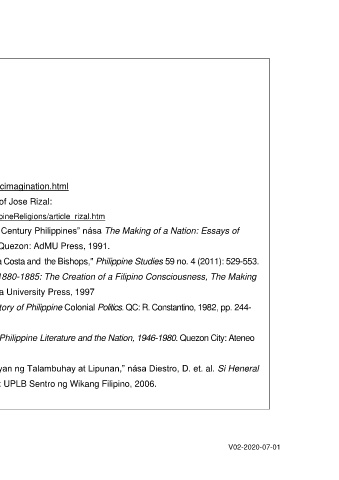 cimagination.html
of Jose Rizal:
pineReligions/article_rizal.htm
Century Philippines” nása The Making of a Nation: Essays of
Quezon: AdMU Press, 1991.
a Costa and the Bishops," Philippine Studies 59 no. 4 (2011): 529-553.
1880-1885: The Creation of a Filipino Consciousness, The Making
a University Press, 1997
tory of Philippine Colonial Politics. QC: R. Constantino, 1982, pp. 244-
Philippine Literature and the Nation, 1946-1980. Quezon City: Ateneo
yan ng Talambuhay at Lipunan,” nása Diestro, D. et. al. Si Heneral
: UPLB Sentro ng Wikang Filipino, 2006.
V02-2020-07-01